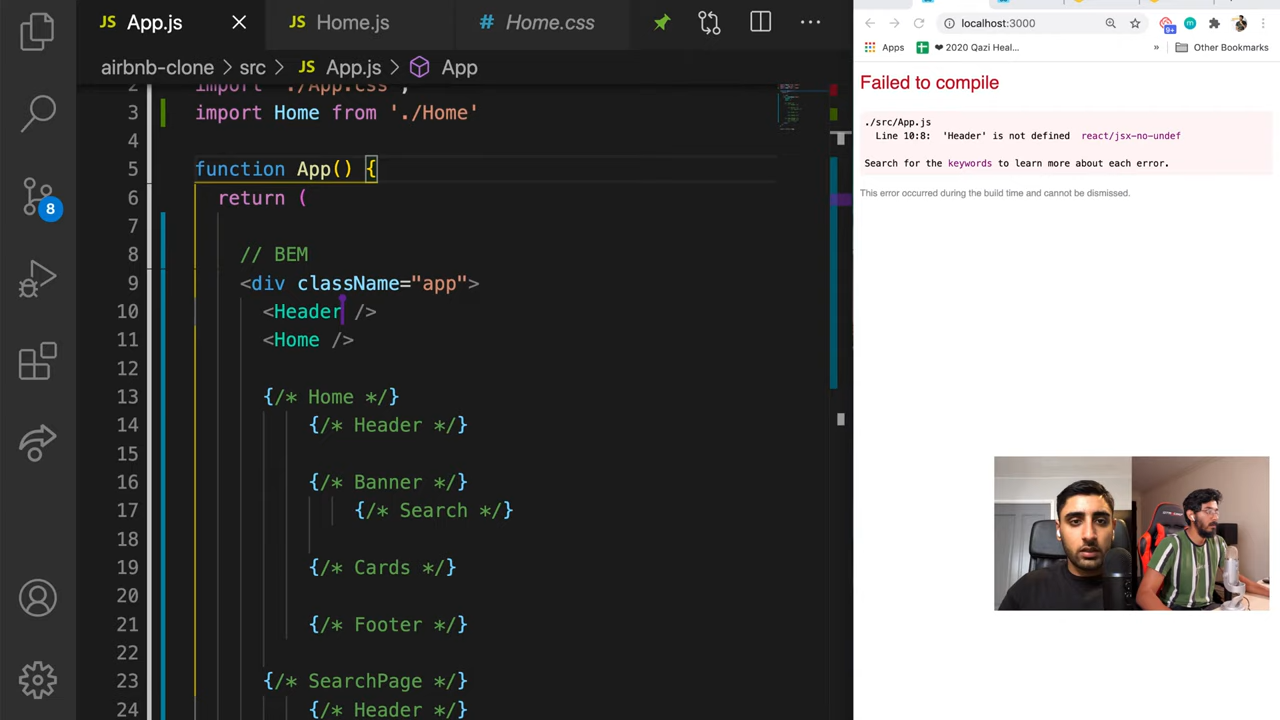 App.js
Home.js
Home.css
localhost:3000
9+
Apps
❤ 2020 Qazi Heal...
»
Other Bookmarks
airbnb-clone › src › App.js › App
2 import './App.css';
3 import Home from './Home'
4
5 function App() {
6 return (
7
8 // BEM
9 <div className="app">
10 <Header />
11 <Home />
12
13 {/* Home */}
14 {/* Header */}
15
16 {/* Banner */}
17 {/* Search */}
18
19 {/* Cards */}
20
21 {/* Footer */}
22
23 {/* SearchPage */}
24 {/* Header */}
8
Failed to compile
./src/App.js
Line 10:8: 'Header' is not defined react/jsx-no-undef
Search for the keywords to learn more about each error.
This error occurred during the build time and cannot be dismissed.